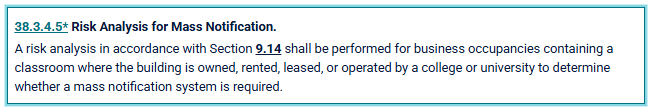 38.3.4.5* Risk Analysis for Mass Notification.
A risk analysis in accordance with Section 9.14 shall be performed for business occupancies containing a
classroom where the building is owned, rented, leased, or operated by a college or university to determine
whether a mass notification system is required.